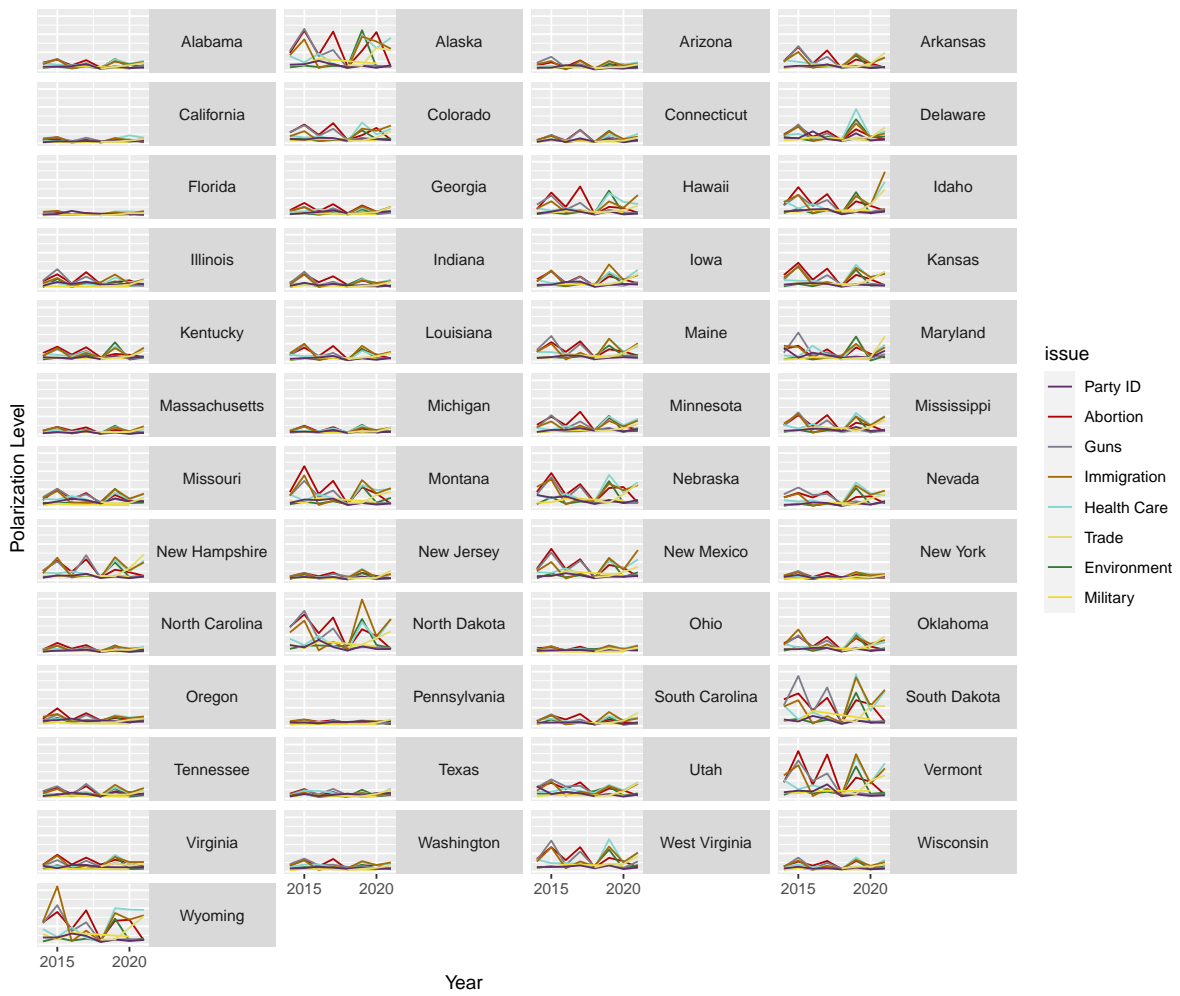 Alabama
Alaska
Arizona
Arkansas
California
Colorado
Connecticut
Delaware
Florida
Georgia
Hawaii
Idaho
Illinois
Indiana
Iowa
Kansas
Kentucky
Louisiana
Maine
Maryland
Massachusetts
Michigan
Minnesota
Mississippi
Missouri
Montana
Nebraska
Nevada
New Hampshire
New Jersey
New Mexico
New York
North Carolina
North Dakota
Ohio
Oklahoma
Oregon
Pennsylvania
South Carolina
South Dakota
Tennessee
Texas
Utah
Vermont
Virginia
Washington
West Virginia
Wisconsin
2015 2020
2015 2020
2015 2020
Wyoming
2015 2020
Year
Polarization Level
issue
Party ID
Abortion
Guns
Immigration
Health Care
Trade
Environment
Military